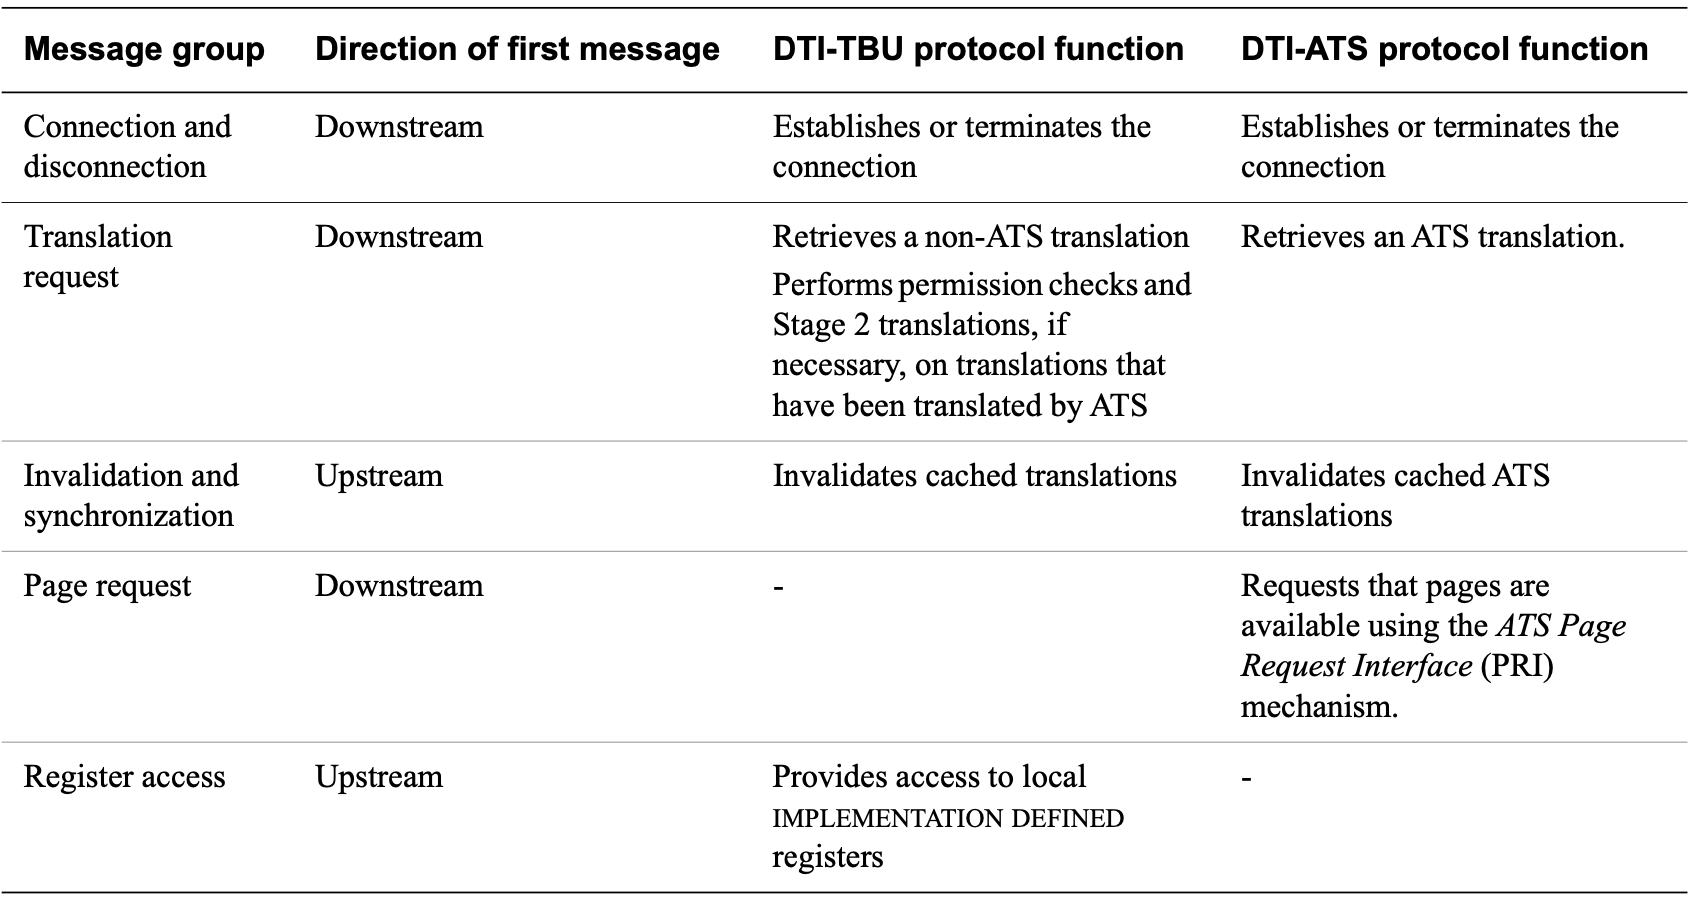 Message group
Direction of first message
DTI-TBU protocol function
DTI-ATS protocol function
Connection and
disconnection
Downstream
Establishes or terminates the
connection
Establishes or terminates the
connection
Translation
request
Downstream
Retrieves a non-ATS translation
Performs permission checks and
Stage 2 translations, if
necessary, on translations that
have been translated by ATS
Retrieves an ATS translation.
Invalidation and
synchronization
Upstream
Invalidates cached translations
Invalidates cached ATS
translations
Page request
Downstream
-
Requests that pages are
available using the ATS Page
Request Interface (PRI)
mechanism.
Register access
Upstream
Provides access to local
IMPLEMENTATION DEFINED
registers
-